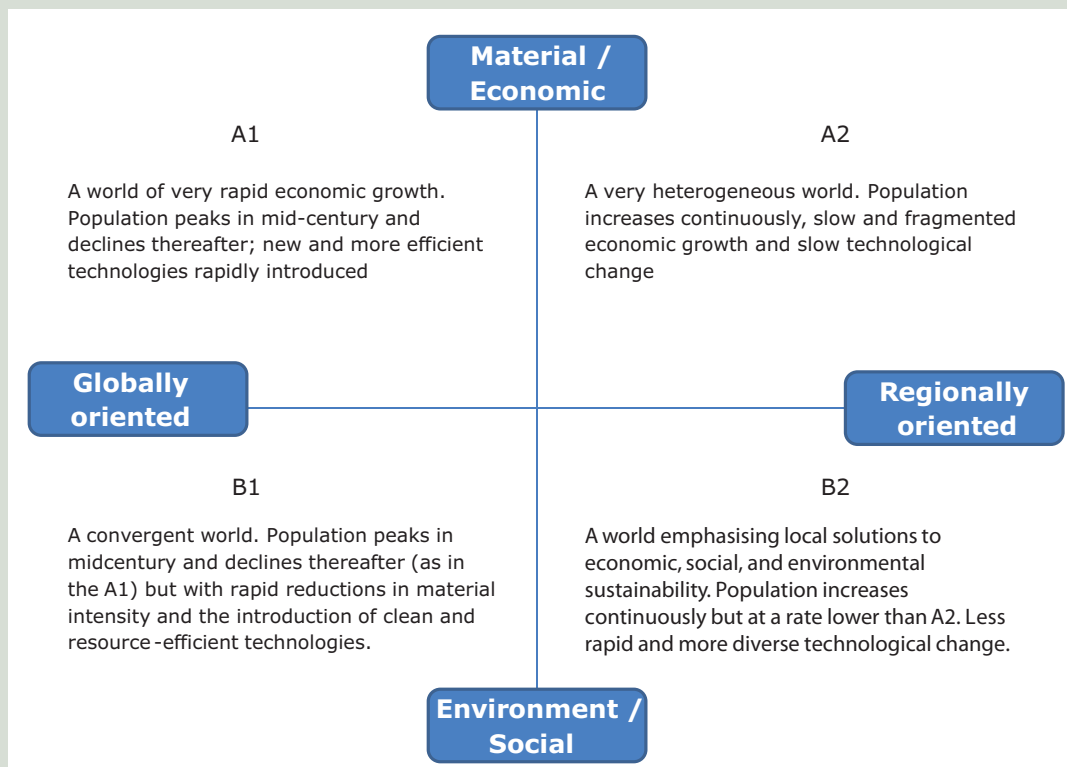 Material /
Economic
A1
A world of very rapid economic growth.
Population peaks in mid-century and
declines thereafter; new and more efficient
technologies rapidly introduced
A2
A very heterogeneous world. Population
increases continuously, slow and fragmented
economic growth and slow technological
change
Globally
oriented
Regionally
oriented
B1
A convergent world. Population peaks in
midcentury and declines thereafter (as in
the A1) but with rapid reductions in material
intensity and the introduction of clean and
resource-efficient technologies.
B2
A world emphasising local solutions to
economic, social, and environmental
sustainability. Population increases
continuously but at a rate lower than A2. Less
rapid and more diverse technological change.
Environment /
Social